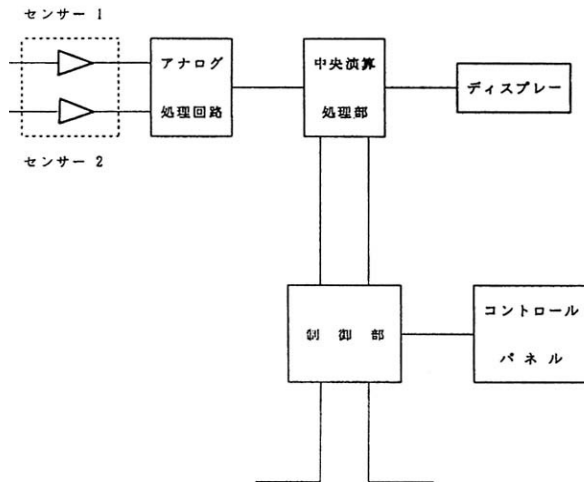 センサー 1
アナログ
処理回路
センサー 2
中央演算
処理部
ディスプレー
制 御 部
コントロール
パ ネ ル